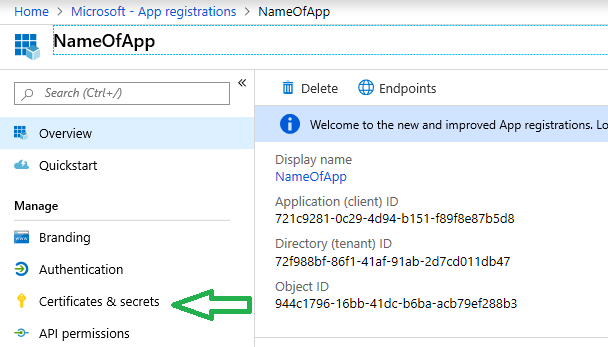 Home > Microsoft - App registrations > NameOfApp
NameOfApp
«
Search (Ctrl+/)
Overview
Quickstart
Manage
Branding
Authentication
Certificates & secrets
API permissions
Delete
Endpoints
Welcome to the new and improved App registrations. Lo
Display name
NameOfApp
Application (client) ID
721c9281-0c29-4d94-b151-f89f8e87b5d8
Directory (tenant) ID
72f988bf-86f1-41af-91ab-2d7cd011db47
Object ID
944c1796-16bb-41dc-b6ba-acb79ef288b3